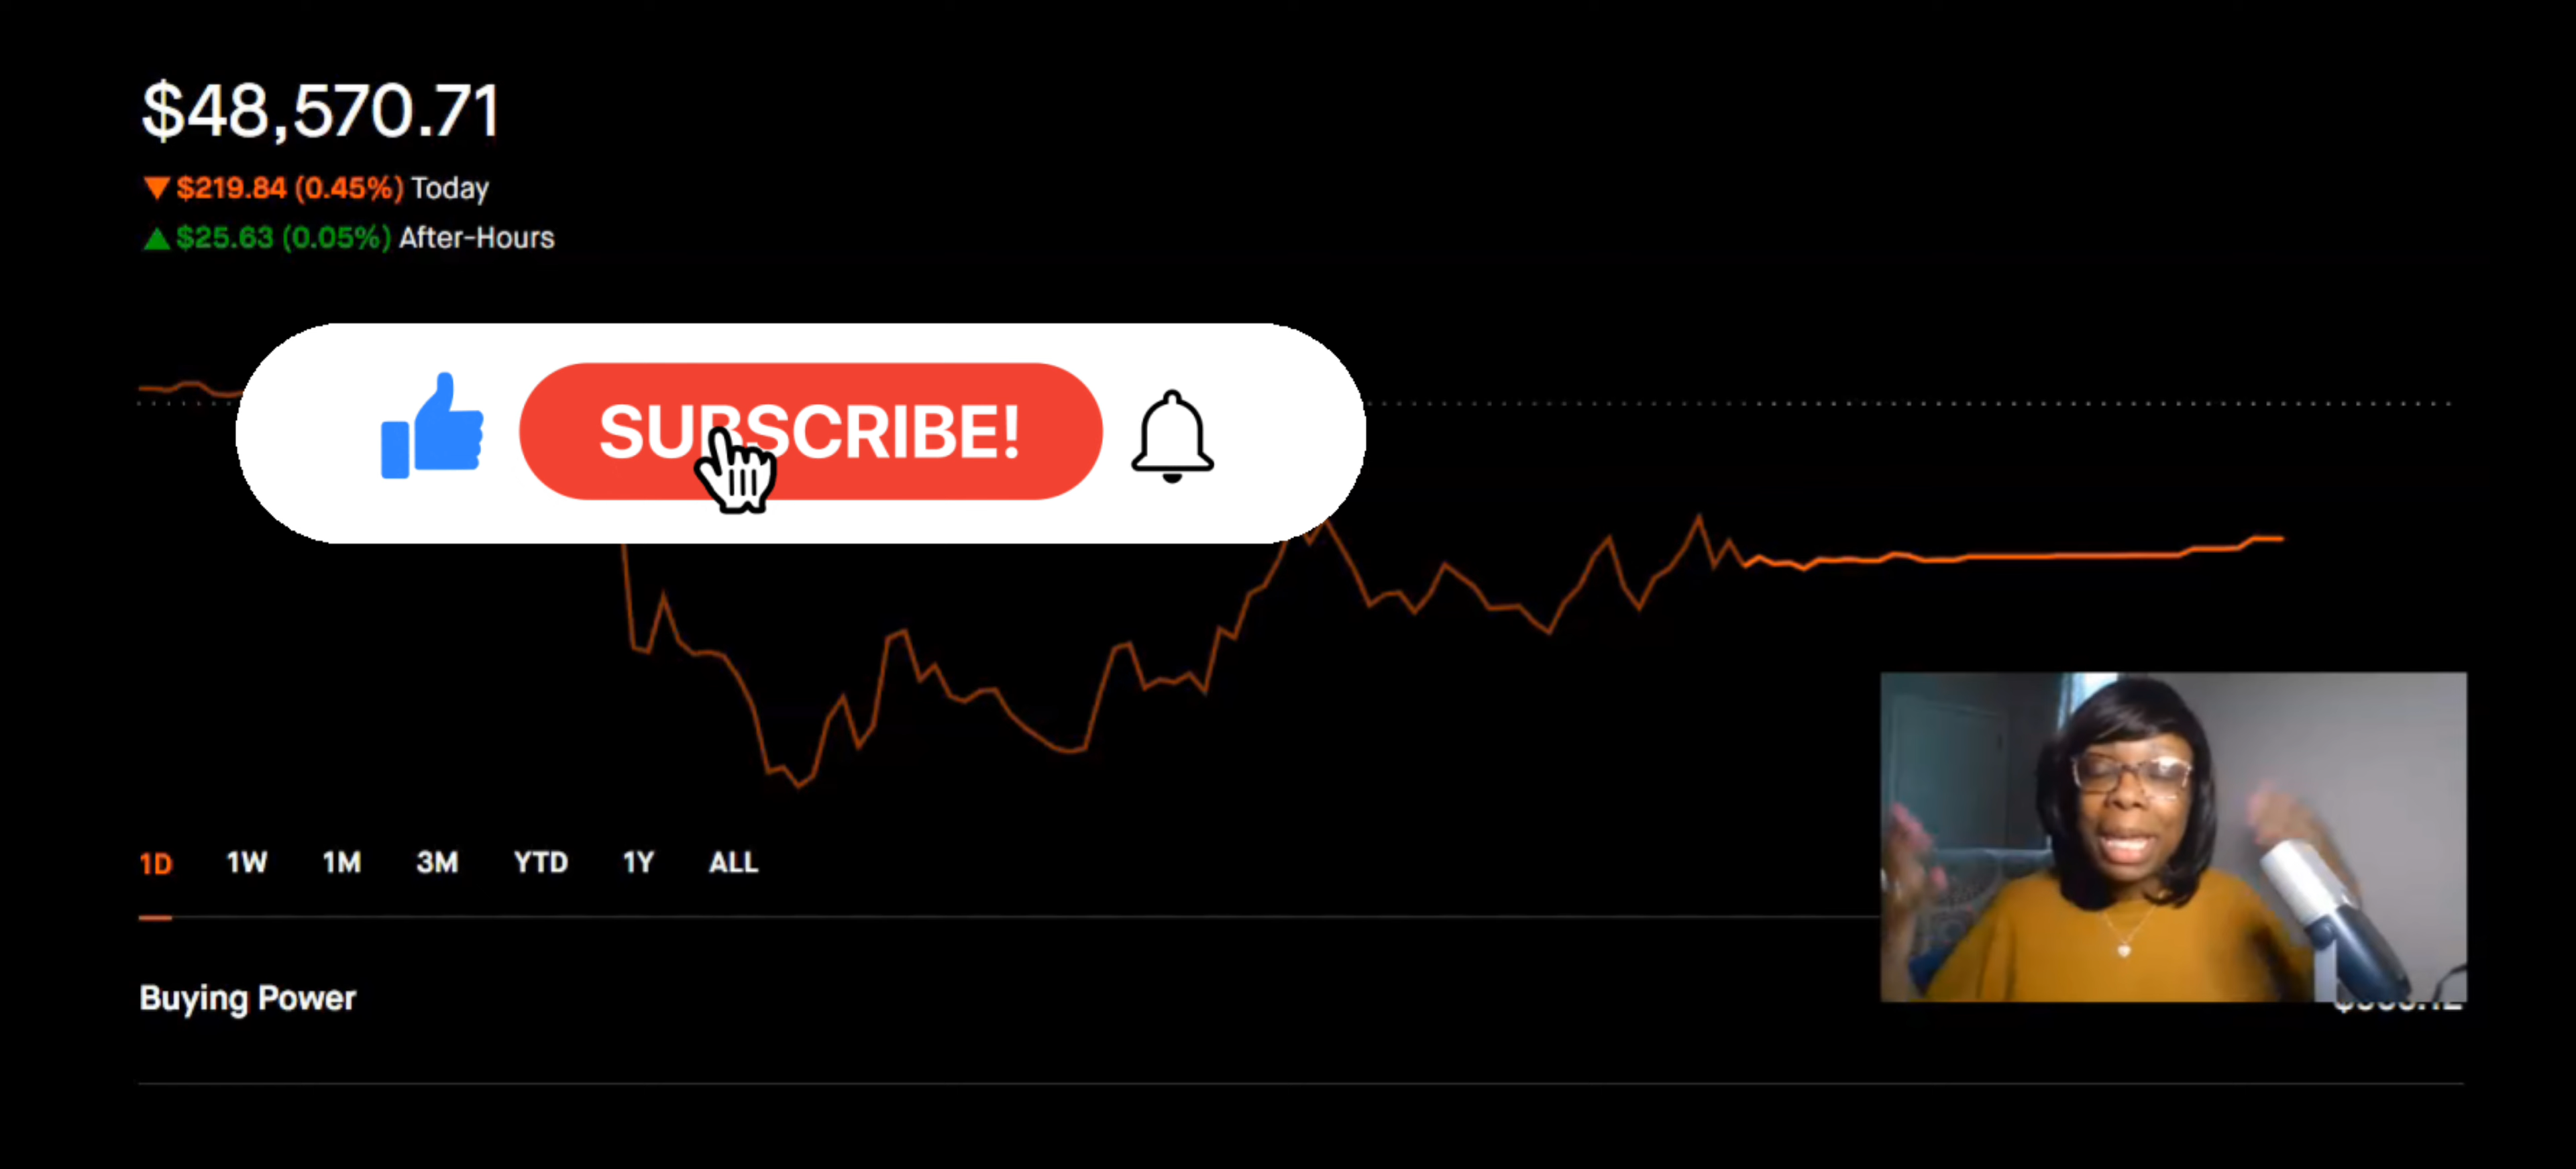 $48,570.71
▼ $219.84 (0.45%) Today
▲ $25.63 (0.05%) After-Hours
SUBSCRIBE!
1D 1W 1M 3M YTD 1Y ALL
Buying Power